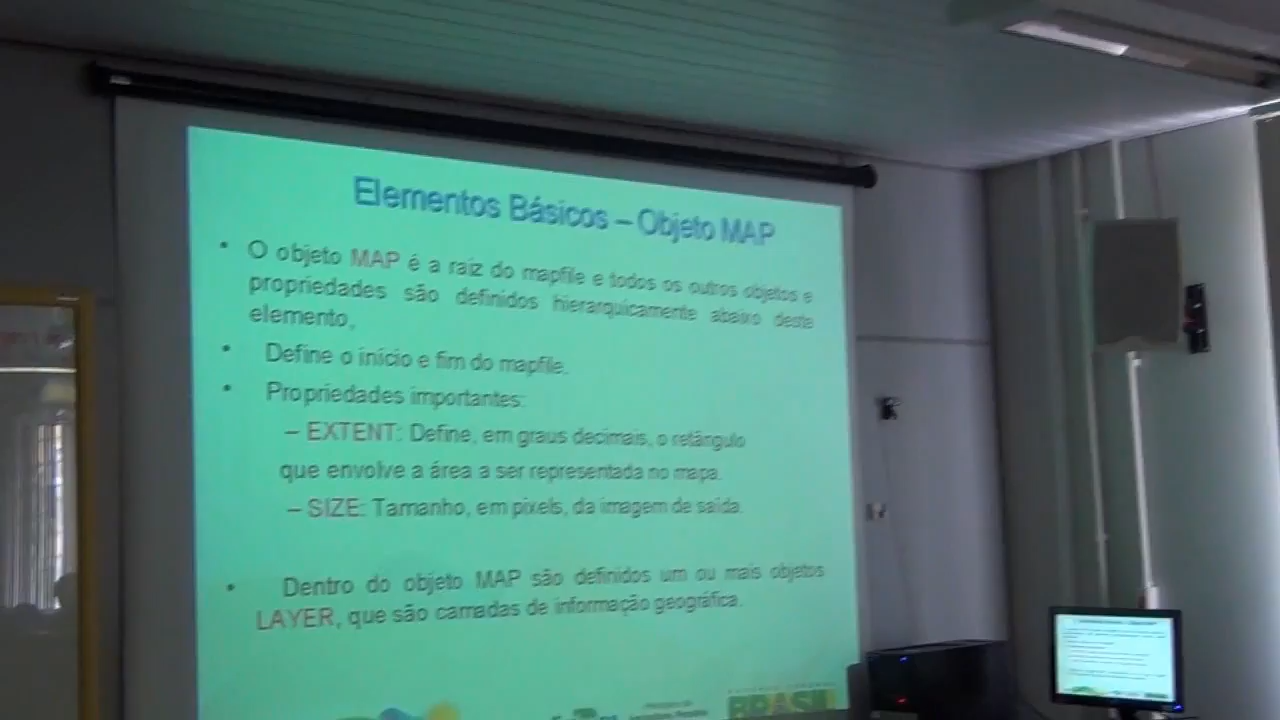 Elementos Básicos – Objeto MAP
• O objeto MAP é a raiz do mapfile e todos os outros objetos e
propriedades são definidos hierarquicamente abaixo deste
elemento.
• Define o início e fim do mapfile.
• Propriedades importantes:
– EXTENT: Define, em graus decimais, o retângulo
que envolve a área a ser representada no mapa.
– SIZE: Tamanho, em pixels, da imagem de saída.
• Dentro do objeto MAP são definidos um ou mais objetos
LAYER, que são camadas de informação geográfica.
BRASIL